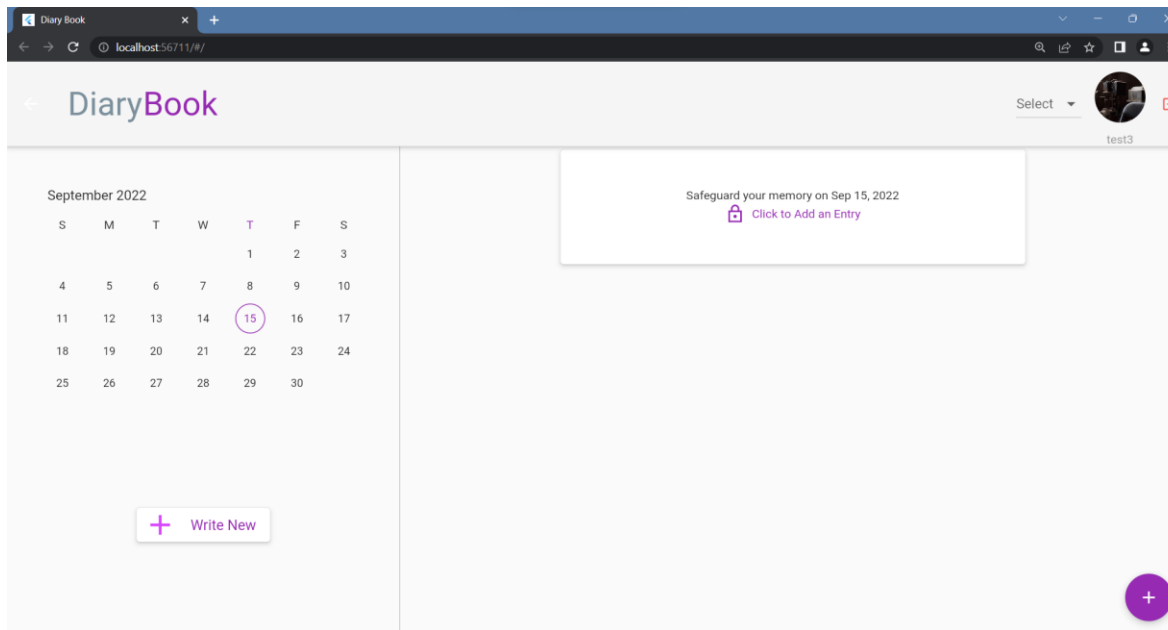 Diary Book
localhost:56711/#/
DiaryBook
Select
test3
September 2022
S M T W T F S
1 2 3
4 5 6 7 8 9 10
11 12 13 14 15 16 17
18 19 20 21 22 23 24
25 26 27 28 29 30
Write New
Safeguard your memory on Sep 15, 2022
Click to Add an Entry